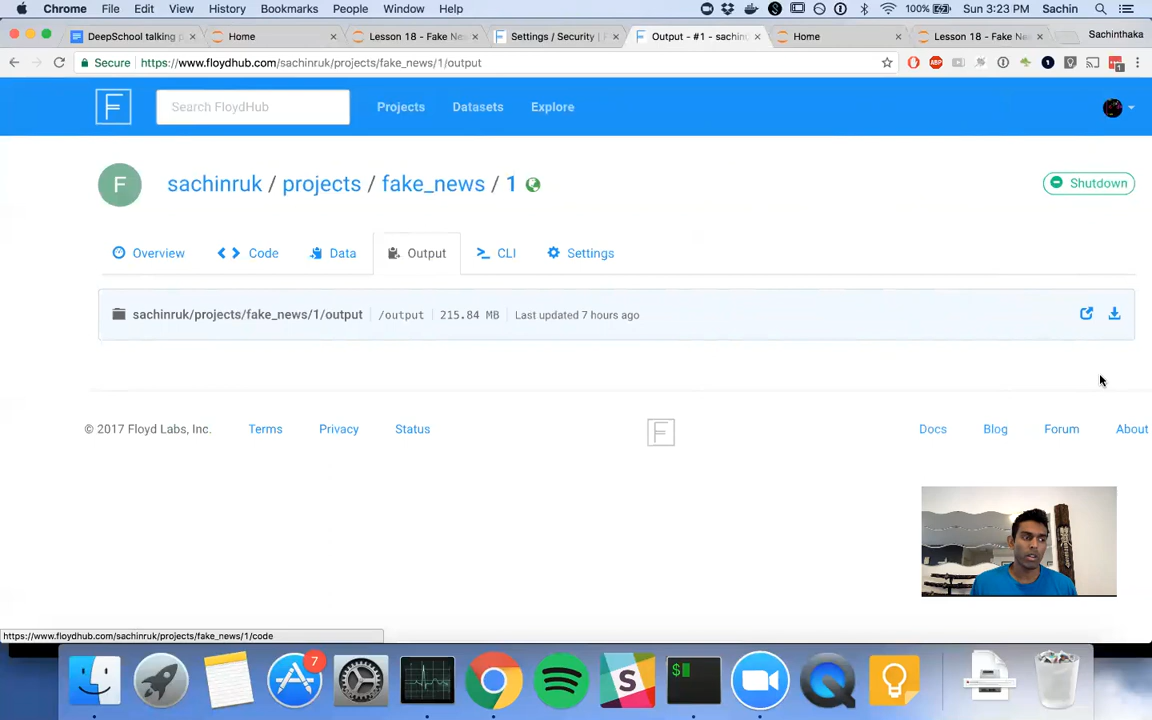 Chrome File Edit View History Bookmarks People Window Help 100% Sun 3:23 PM Sachin
DeepSchool talking p Home Lesson 18 - Fake Ne Settings / Security | F Output - #1 - sachin Home Lesson 18 - Fake Ne Sachinthaka
Secure https://www.floydhub.com/sachinruk/projects/fake_news/1/output
Search FloydHub Projects Datasets Explore
F sachinruk / projects / fake_news / 1 Shutdown
Overview Code Data Output CLI Settings
sachinruk/projects/fake_news/1/output /output 215.84 MB Last updated 7 hours ago
© 2017 Floyd Labs, Inc. Terms Privacy Status Docs Blog Forum About
https://www.floydhub.com/sachinruk/projects/fake_news/1/code
7